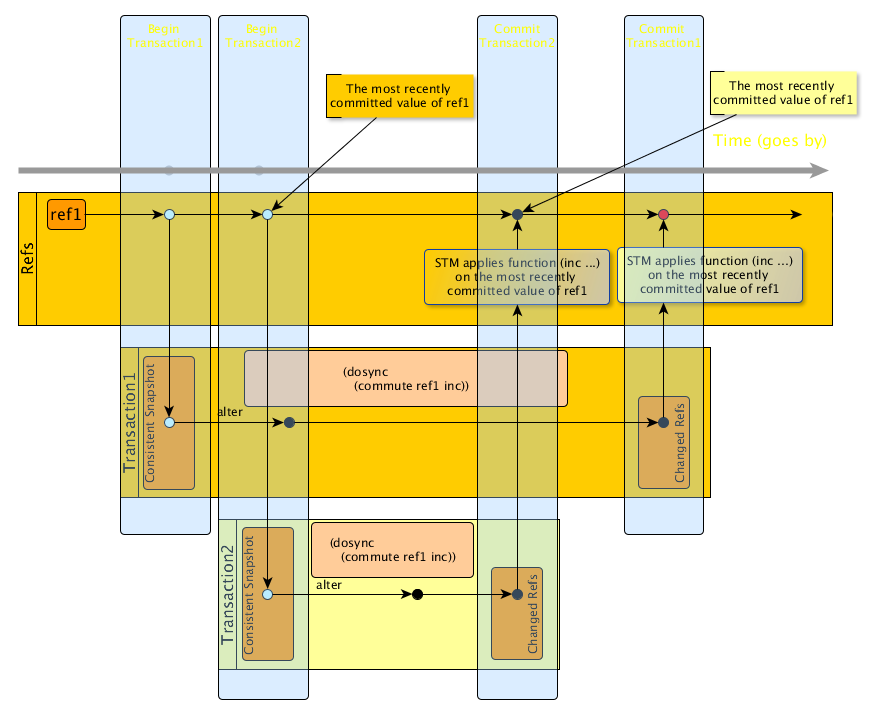 Begin
Transaction1
Begin
Transaction2
Commit
Transaction2
Commit
Transaction1
The most recently
committed value of ref1
The most recently
committed value of ref1
Time (goes by)
Refs
ref1
STM applies function (inc ...)
on the most recently
committed value of ref1
STM applies function (inc ...)
on the most recently
committed value of ref1
Transaction1
Consistent Snapshot
(dosync
(commute ref1 inc))
alter
Changed Refs
Transaction2
Consistent Snapshot
(dosync
(commute ref1 inc))
alter
Changed Refs